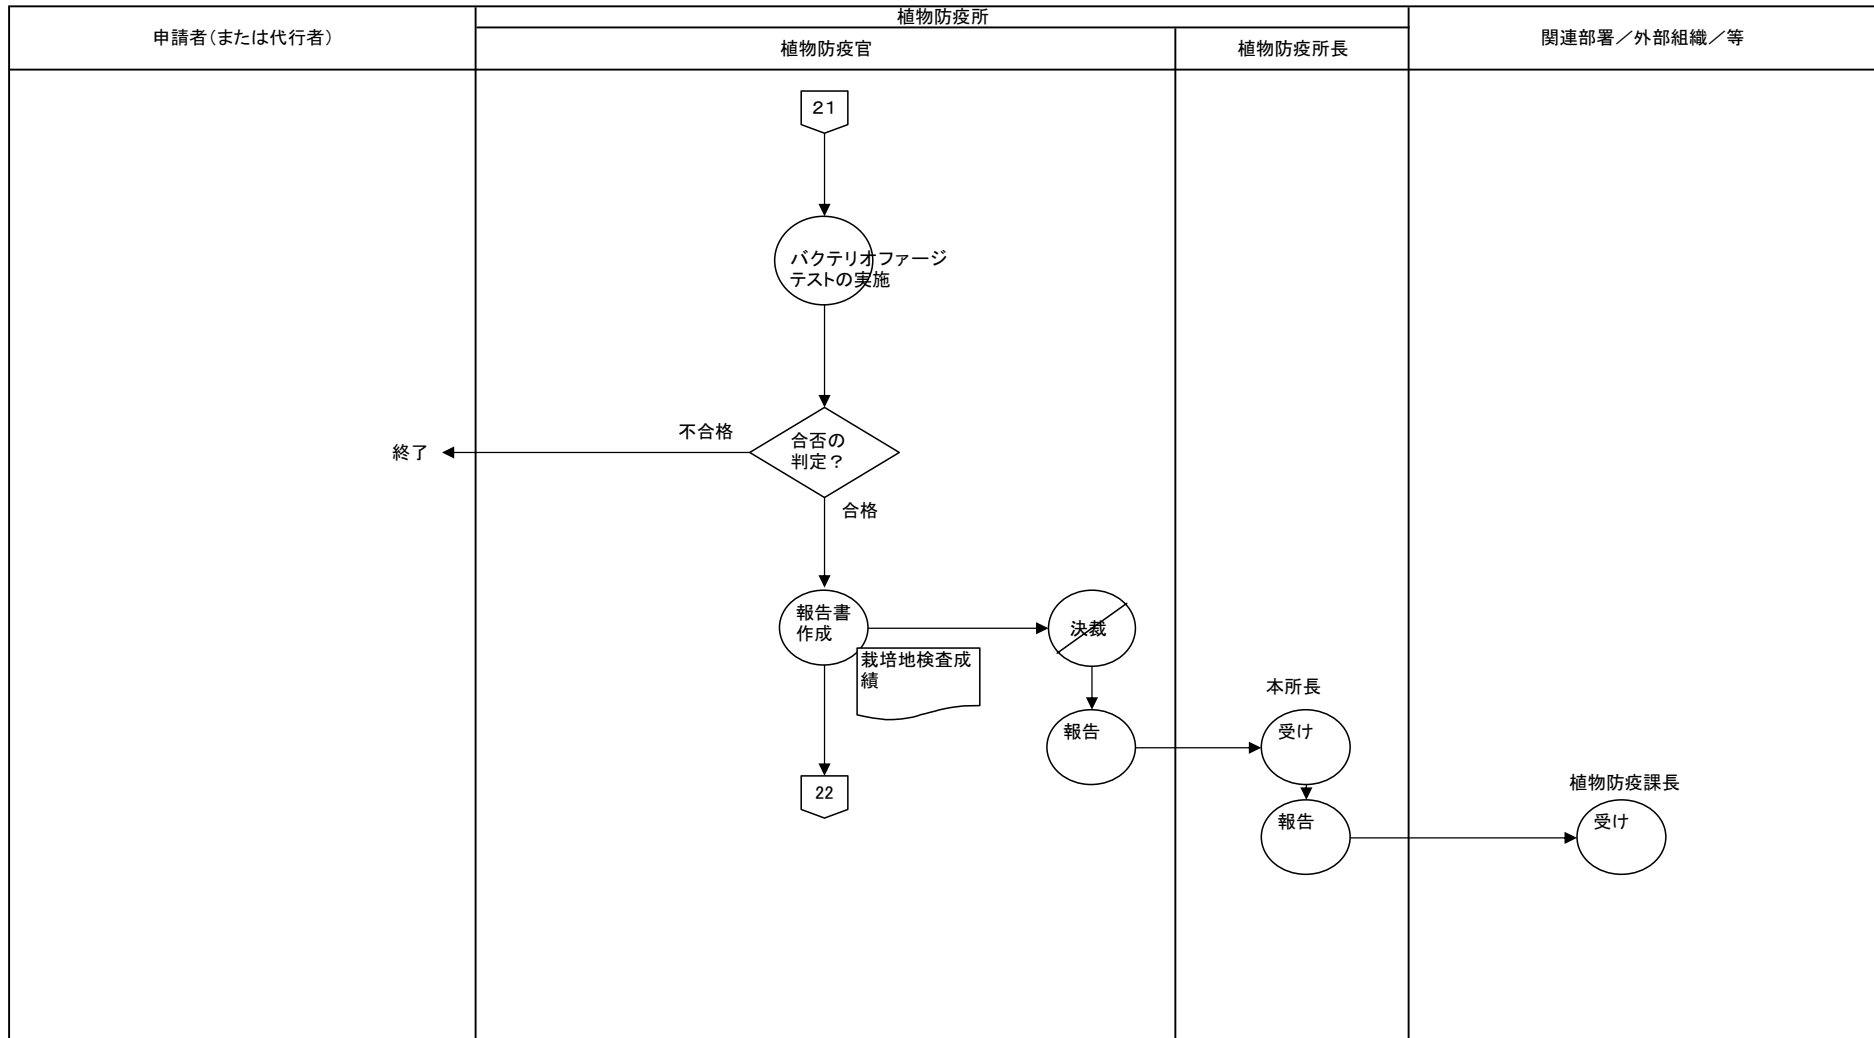 植物防疫所
申請者(または代行者)
植物防疫官
植物防疫所長
関連部署／外部組織／等
21
バクテリオファージ
テストの実施
不合格
終了
合否の
判定？
合格
報告書
作成
決裁
栽培地検査成
績
本所長
報告
受け
22
植物防疫課長
報告
受け